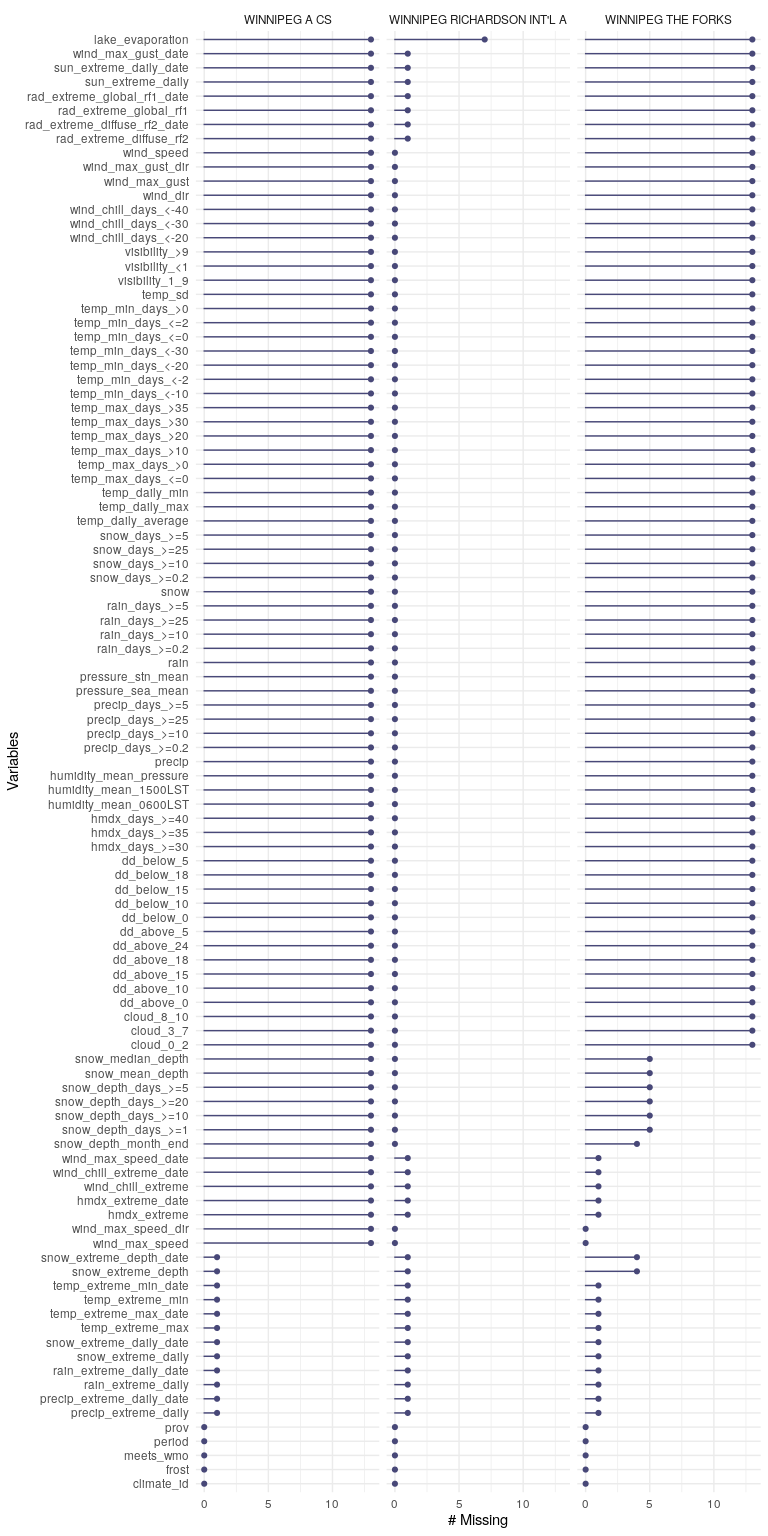 WINNIPEG A CS
WINNIPEG RICHARDSON INT'L A
WINNIPEG THE FORKS
lake_evaporation
wind_max_gust_date
sun_extreme_daily_date
sun_extreme_daily
rad_extreme_global_rf1_date
rad_extreme_global_rf1
rad_extreme_diffuse_rf2_date
rad_extreme_diffuse_rf2
wind_speed
wind_max_gust_dir
wind_max_gust
wind_dir
wind_chill_days_<-40
wind_chill_days_<-30
wind_chill_days_<-20
visibility_>9
visibility_<1
visibility_1_9
temp_sd
temp_min_days_>0
temp_min_days_<=2
temp_min_days_<=0
temp_min_days_<-30
temp_min_days_<-20
temp_min_days_<-2
temp_min_days_<-10
temp_max_days_>35
temp_max_days_>30
temp_max_days_>20
temp_max_days_>10
temp_max_days_>0
temp_max_days_<=0
temp_daily_min
temp_daily_max
temp_daily_average
snow_days_>=5
snow_days_>=25
snow_days_>=10
snow_days_>=0.2
snow
rain_days_>=5
rain_days_>=25
rain_days_>=10
rain_days_>=0.2
rain
pressure_stn_mean
pressure_sea_mean
precip_days_>=5
precip_days_>=25
precip_days_>=10
precip_days_>=0.2
precip
humidity_mean_pressure
humidity_mean_1500LST
humidity_mean_0600LST
hmdx_days_>=40
hmdx_days_>=35
hmdx_days_>=30
dd_below_5
dd_below_18
dd_below_15
dd_below_10
dd_below_0
dd_above_5
dd_above_24
dd_above_18
dd_above_15
dd_above_10
dd_above_0
cloud_8_10
cloud_3_7
cloud_0_2
snow_median_depth
snow_mean_depth
snow_depth_days_>=5
snow_depth_days_>=20
snow_depth_days_>=10
snow_depth_days_>=1
snow_depth_month_end
wind_max_speed_date
wind_chill_extreme_date
wind_chill_extreme
hmdx_extreme_date
hmdx_extreme
wind_max_speed_dir
wind_max_speed
snow_extreme_depth_date
snow_extreme_depth
temp_extreme_min_date
temp_extreme_min
temp_extreme_max_date
temp_extreme_max
snow_extreme_daily_date
snow_extreme_daily
rain_extreme_daily_date
rain_extreme_daily
precip_extreme_daily_date
precip_extreme_daily
prov
period
meets_wmo
frost
climate_id
Variables
0 5 10
0 5 10
0 5 10
# Missing